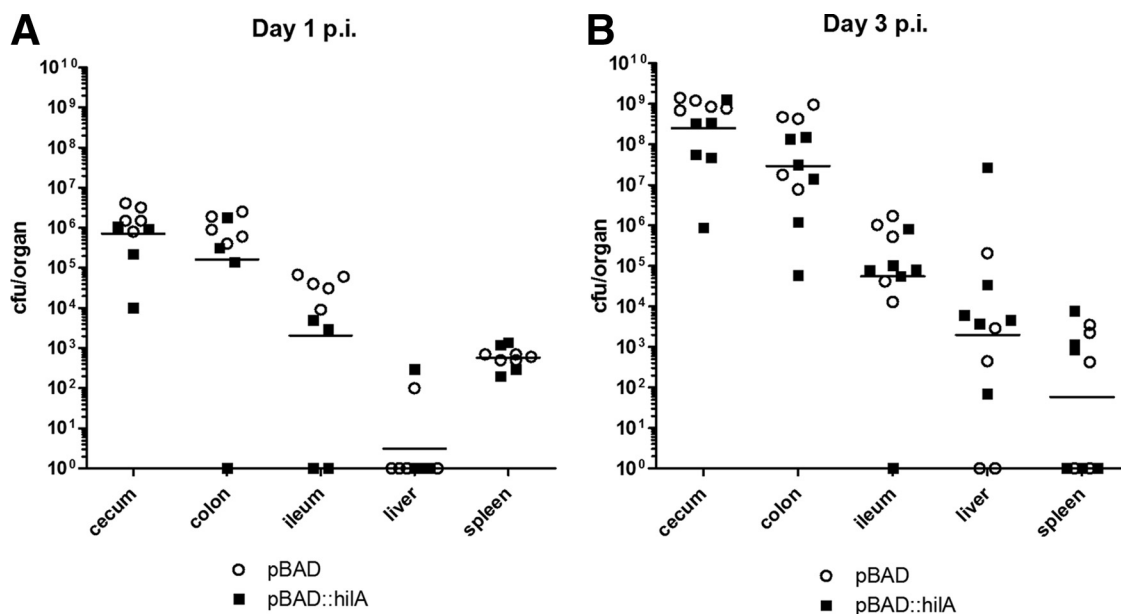 A
Day 1 p.i.
cfu/organ
10^10
10^9
10^8
10^7
10^6
10^5
10^4
10^3
10^2
10^1
10^0
cecum
colon
ileum
liver
spleen
pBAD
pBAD::hilA
B
Day 3 p.i.
cfu/organ
10^10
10^9
10^8
10^7
10^6
10^5
10^4
10^3
10^2
10^1
10^0
cecum
colon
ileum
liver
spleen
pBAD
pBAD::hilA